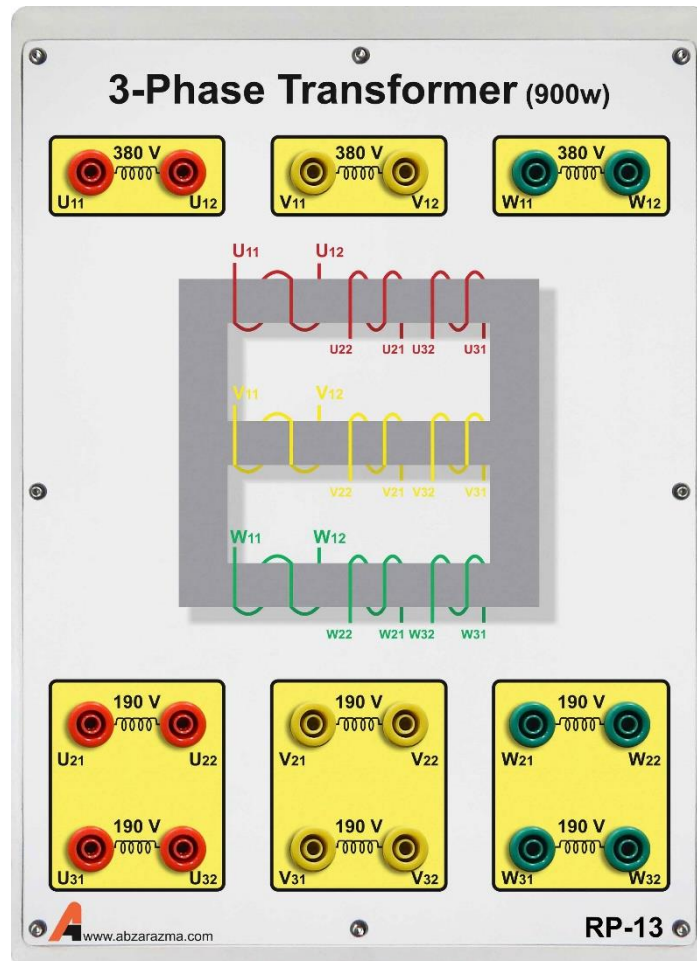 3-Phase Transformer (900w)
380 V 380 V 380 V
U11 U12 V11 V12 W11 W12
U11 U12
U22 U21 U32 U31
V11 V12
V22 V21 V32 V31
W11 W12
W22 W21 W32 W31
190 V 190 V 190 V
U21 U22 V21 V22 W21 W22
190 V 190 V 190 V
U31 U32 V31 V32 W31 W32
www.abzarazma.com RP-13